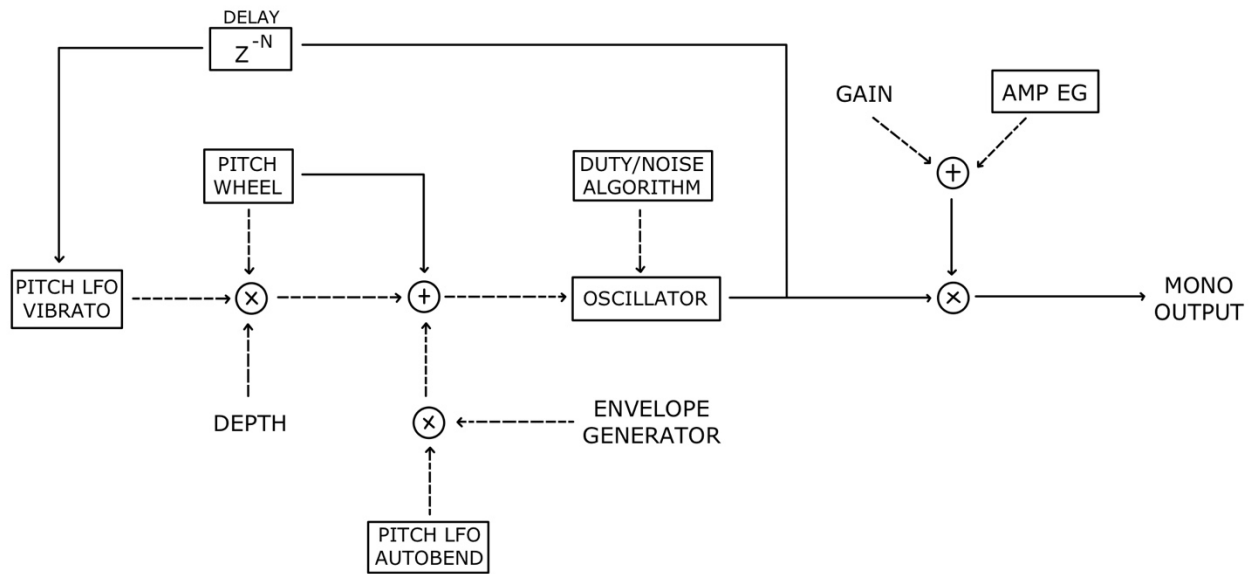 DELAY
Z-N
GAIN
AMP EG
PITCH
WHEEL
DUTY/NOISE
ALGORITHM
+
PITCH LFO
VIBRATO
×
+
OSCILLATOR
×
MONO
OUTPUT
DEPTH
×
ENVELOPE
GENERATOR
PITCH LFO
AUTOBEND